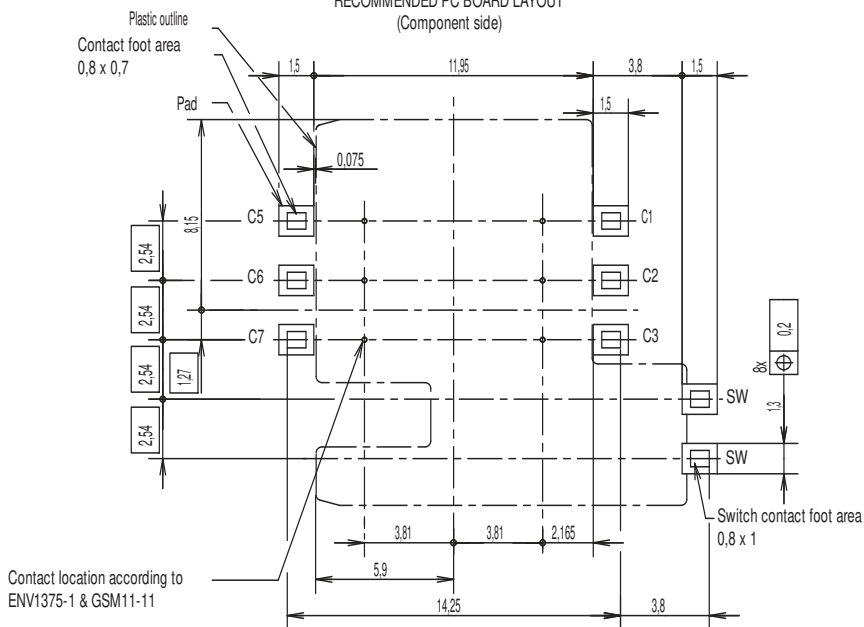 RECOMMENDED PC BOARD LAYOUT
(Component side)
Plastic outline
Contact foot area
0,8 x 0,7
Pad
1,5
11,95
3,8
1,5
1,5
0,075
8,15
C5
C1
2,54
C6
C2
2,54
C7
C3
1,27
2,54
2,54
8x
0,2
1,3
SW
SW
Switch contact foot area
0,8 x 1
3,81
3,81
2,165
5,9
14,25
3,8
Contact location according to
ENV1375-1 & GSM11-11